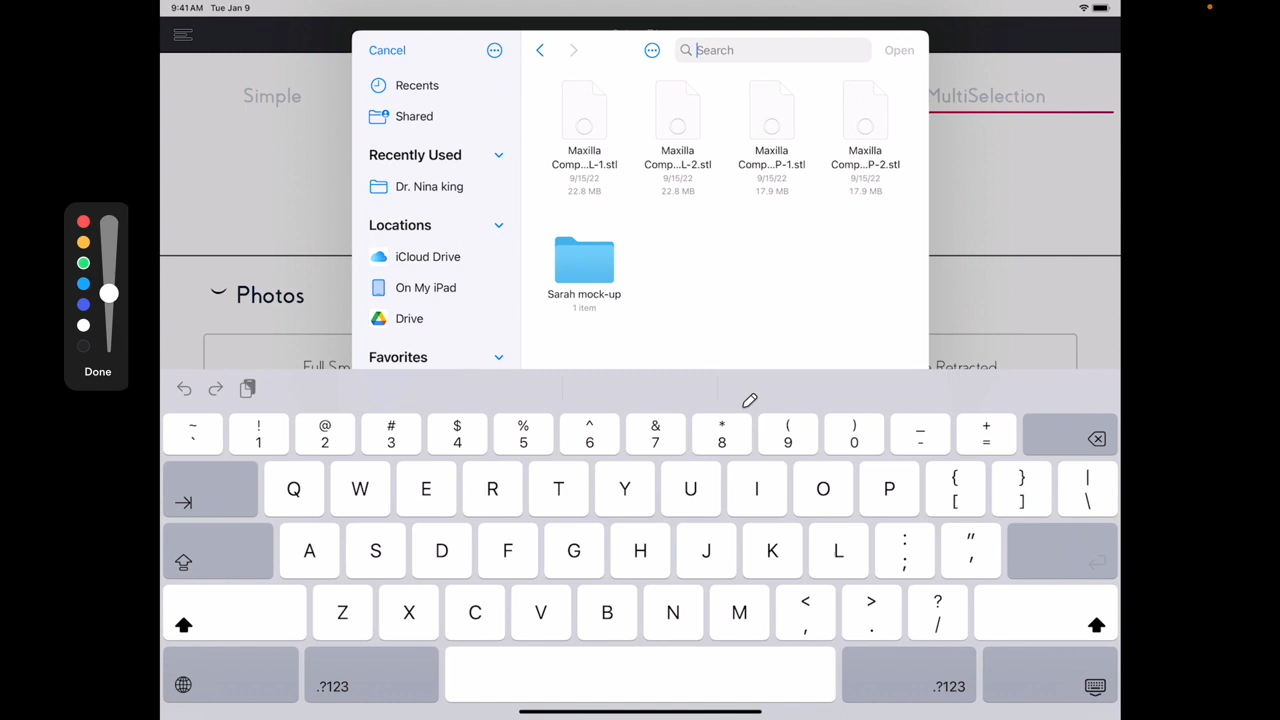 9:41 AM Tue Jan 9
Simple
MultiSelection
Cancel
Search
Open
Recents
Shared
Recently Used
Dr. Nina king
Locations
iCloud Drive
On My iPad
Drive
Favorites
Maxilla Comp...L-1.stl
9/15/22
22.8 MB
Maxilla Comp...L-2.stl
9/15/22
22.8 MB
Maxilla Comp...P-1.stl
9/15/22
17.9 MB
Maxilla Comp...P-2.stl
9/15/22
17.9 MB
Sarah mock-up
1 item
Photos
Full Sm
Retracted
Done
~ ! @ # $ % ^ & * ( ) _ +
` 1 2 3 4 5 6 7 8 9 0 - =
Q W E R T Y U I O P { [ } ] | \
A S D F G H J K L : ; " '
Z X C V B N M < , > . ? /
.?123 .?123